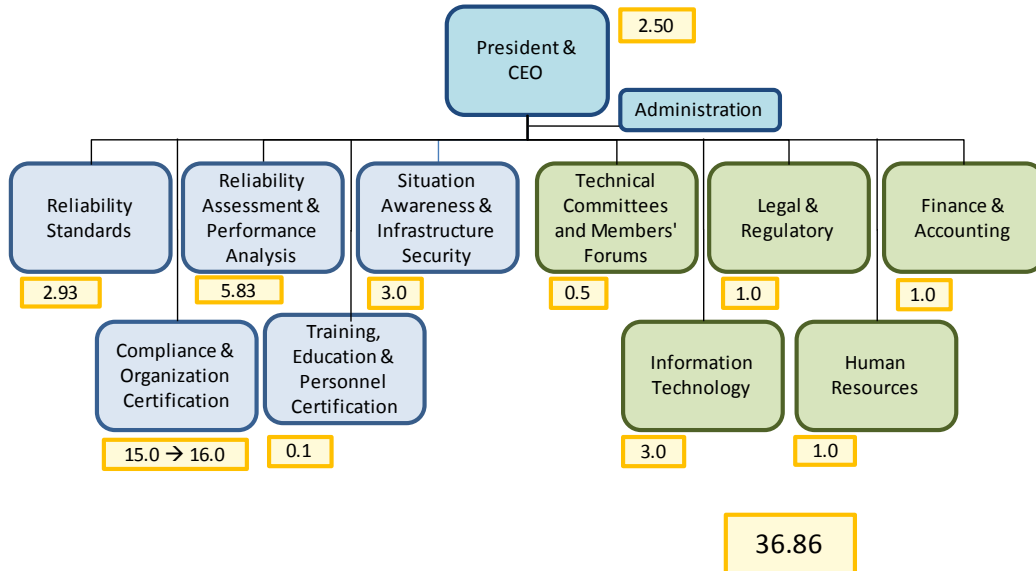 President &
CEO
2.50
Administration
Reliability
Standards
2.93
Reliability
Assessment &
Performance
Analysis
5.83
Situation
Awareness &
Infrastructure
Security
3.0
Technical
Committees
and Members'
Forums
0.5
Legal &
Regulatory
1.0
Finance &
Accounting
1.0
Compliance &
Organization
Certification
15.0 → 16.0
Training,
Education &
Personnel
Certification
0.1
Information
Technology
3.0
Human
Resources
1.0
36.86